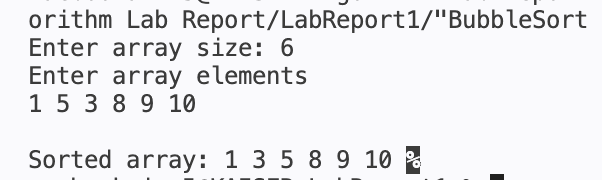 orithm Lab Report/LabReport1/"BubbleSort
Enter array size: 6
Enter array elements
1 5 3 8 9 10
Sorted array: 1 3 5 8 9 10 %